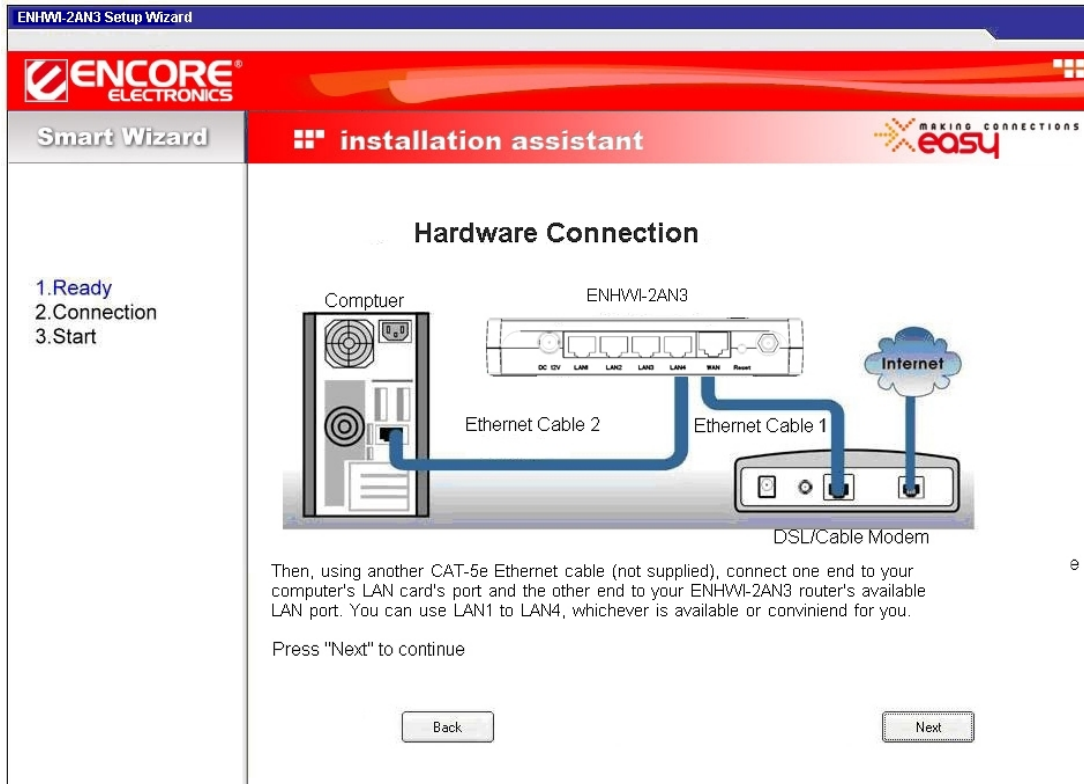 ENHWI-2AN3 Setup Wizard
ENCORE®
ELECTRONICS
Smart Wizard
installation assistant
MAKING CONNECTIONS
easy
Hardware Connection
1.Ready
2.Connection
3.Start
Comptuer
ENHWI-2AN3
DC 12V LAN1 LAN2 LAN3 LAN4 WAN Reset
Internet
Ethernet Cable 2
Ethernet Cable 1
DSL/Cable Modem
Then, using another CAT-5e Ethernet cable (not supplied), connect one end to your
computer's LAN card's port and the other end to your ENHWI-2AN3 router's available
LAN port. You can use LAN1 to LAN4, whichever is available or conviniend for you.
e
Press "Next" to continue
Back
Next